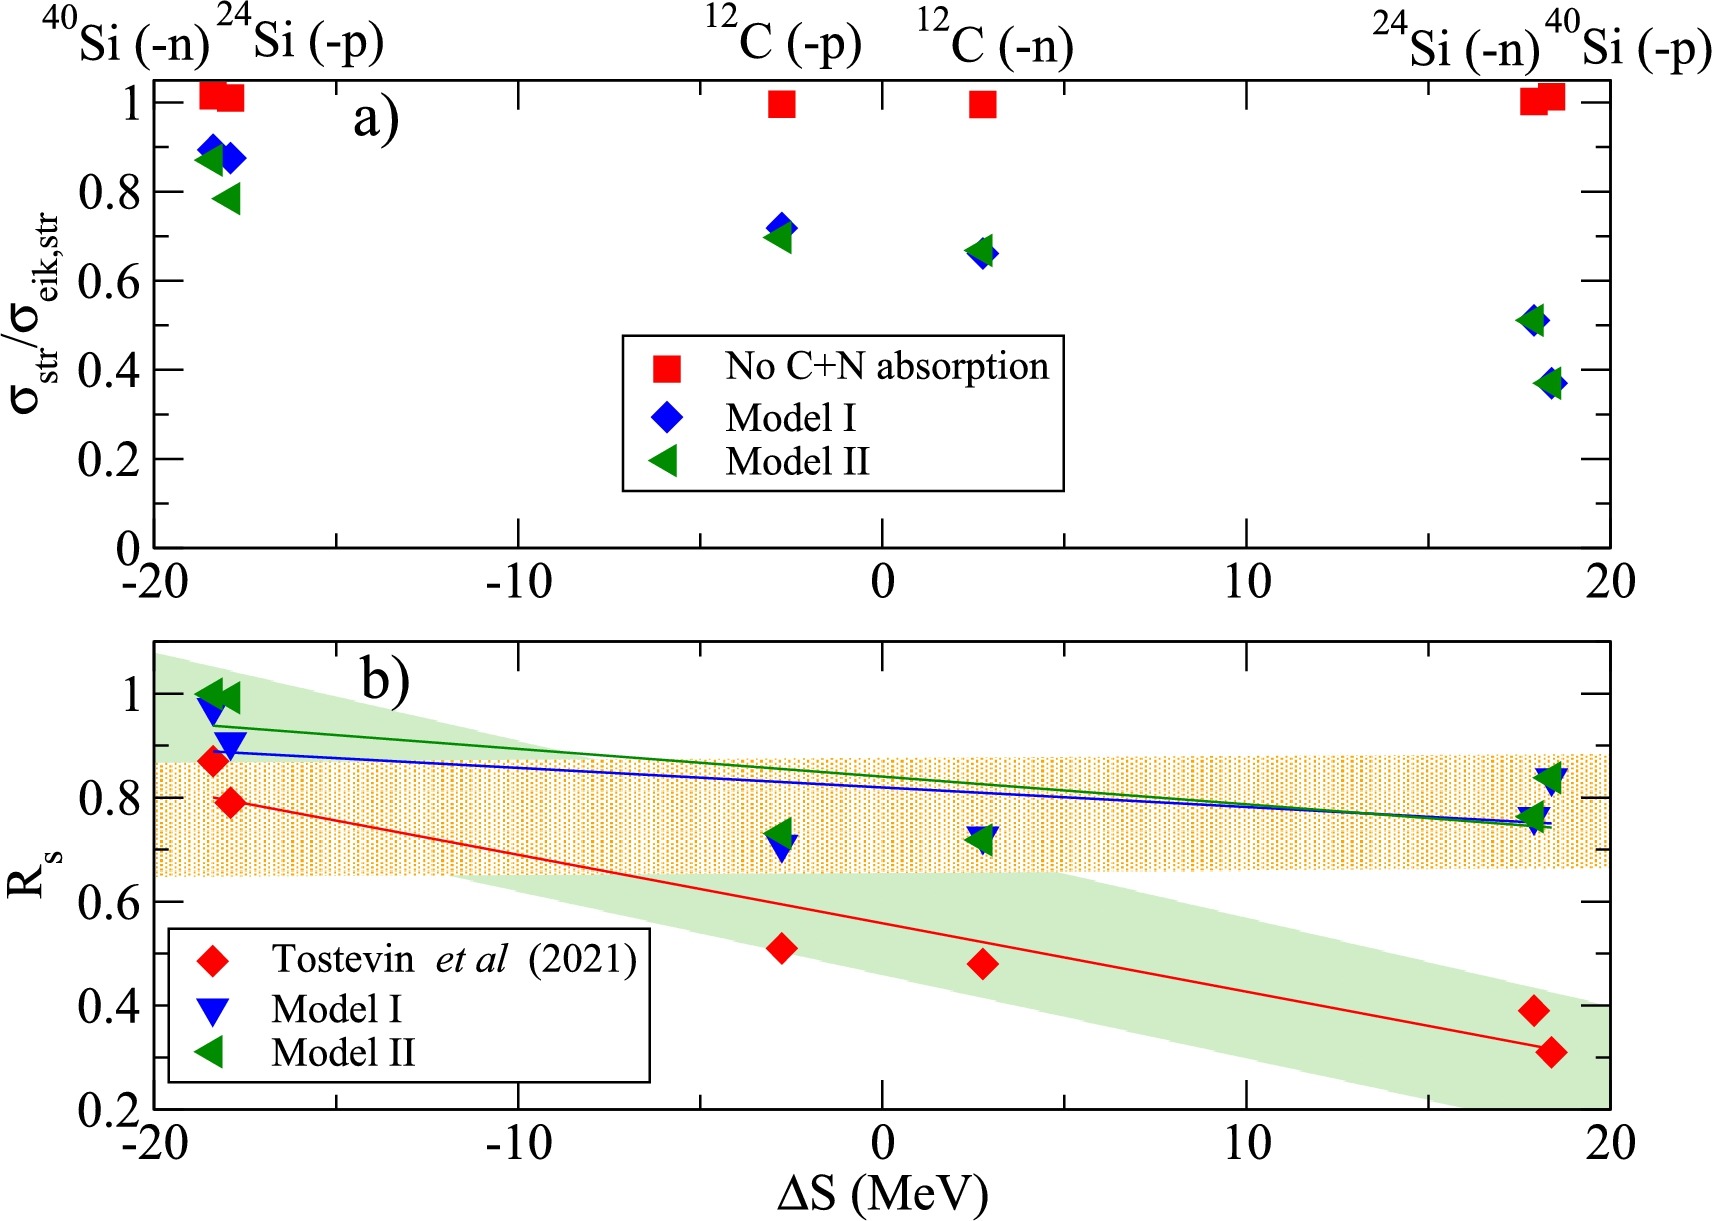 ⁴⁰Si (-n) ²⁴Si (-p) ¹²C (-p) ¹²C (-n) ²⁴Si (-n) ⁴⁰Si (-p)
a)
1
0.8
0.6
0.4
0.2
0
σstr/σeik,str
No C+N absorption
Model I
Model II
-20 -10 0 10 20
b)
1
0.8
0.6
0.4
0.2
Rs
Tostevin et al (2021)
Model I
Model II
-20 -10 0 10 20
ΔS (MeV)